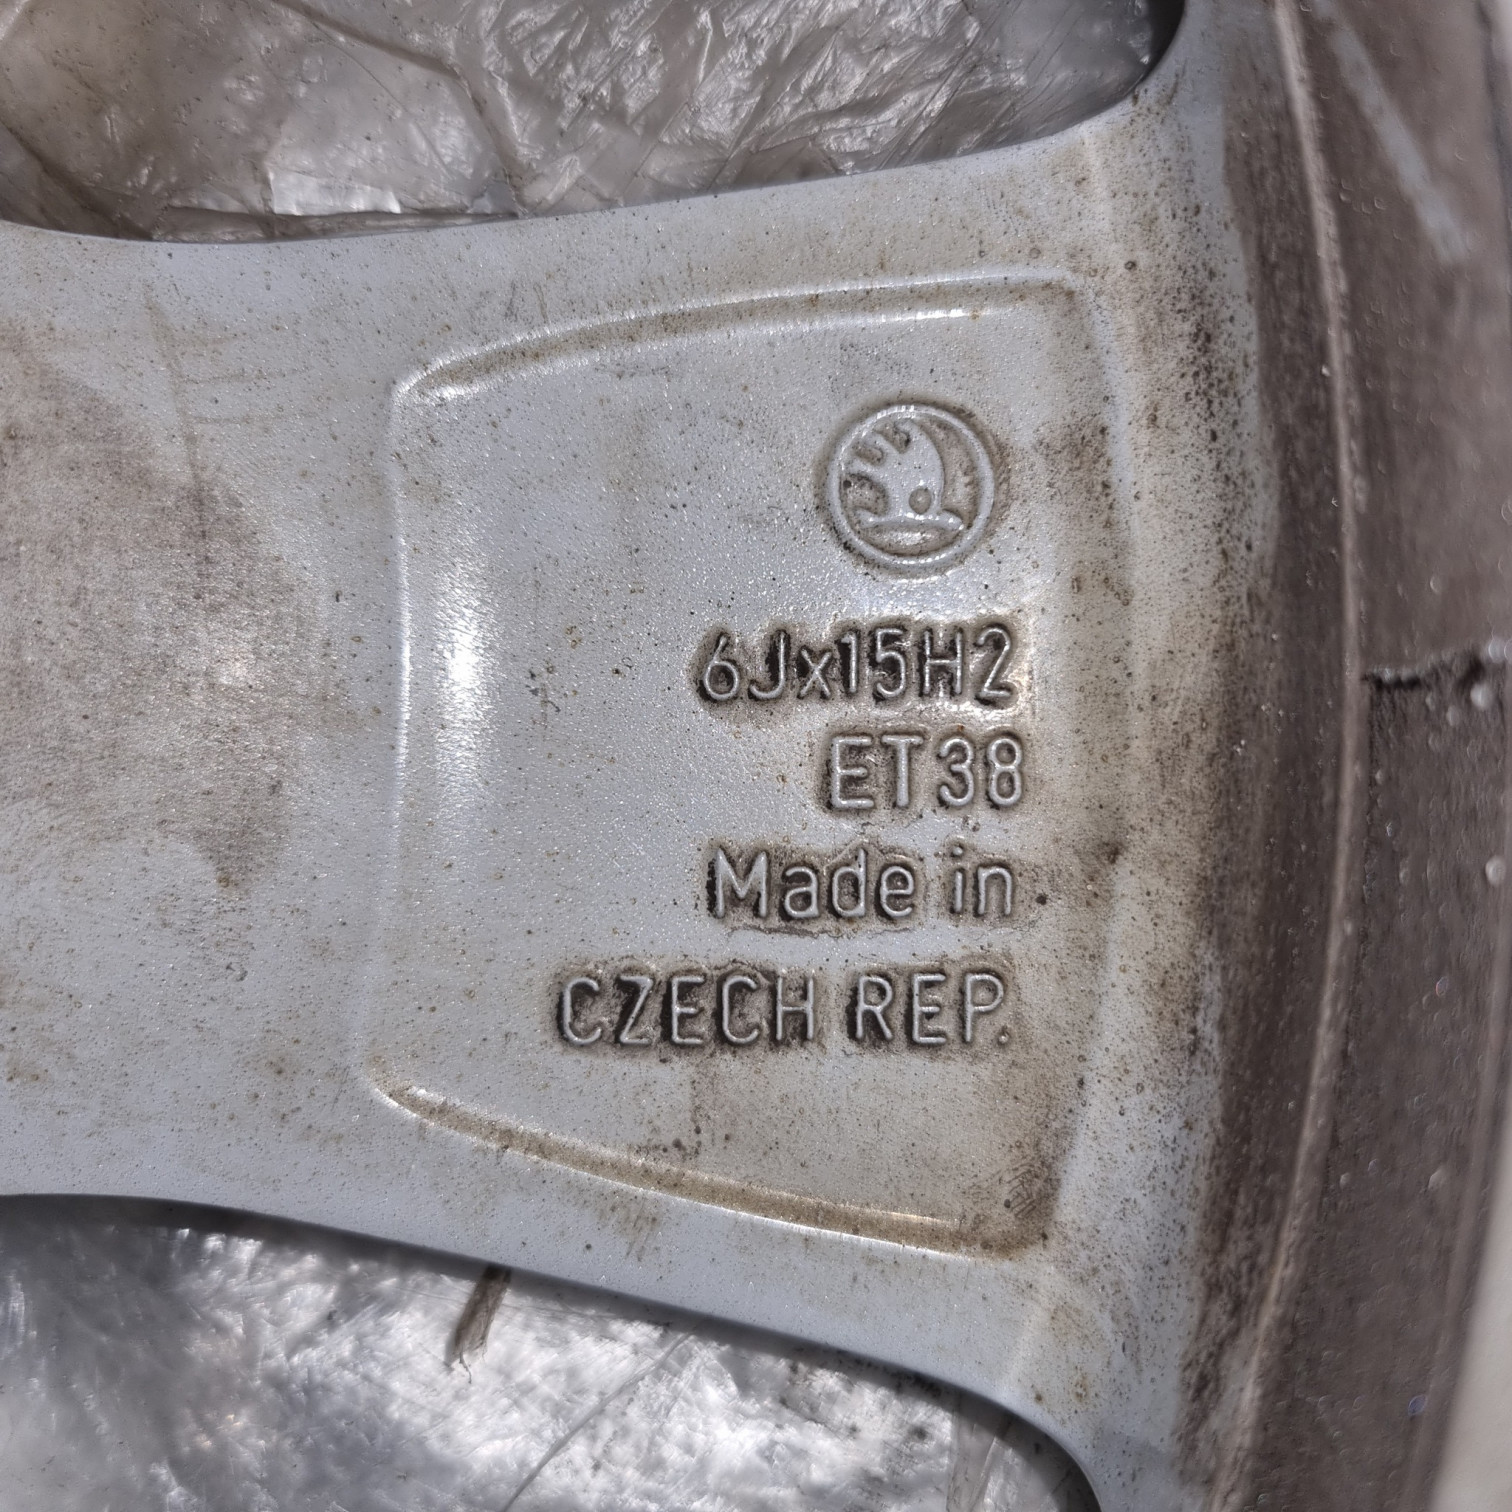 6Jx15H2
ET38
Made in
CZECH REP.